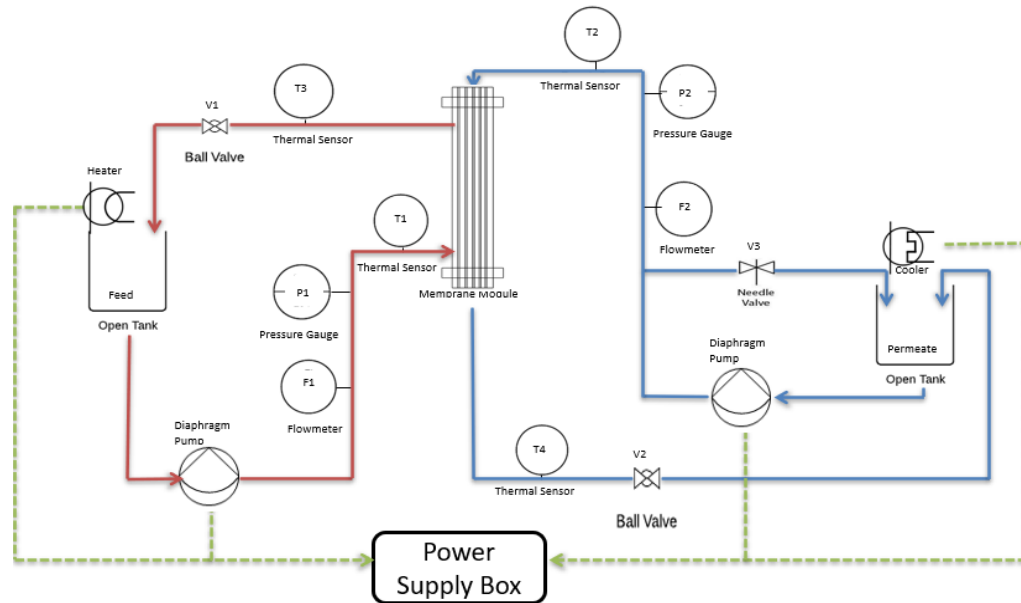 T2
Thermal Sensor
T3
Thermal Sensor
P2
Pressure Gauge
V1
Ball Valve
Heater
T1
Thermal Sensor
F2
Flowmeter
V3
Needle
Valve
Cooler
Feed
Open Tank
P1
Pressure Gauge
Membrane Module
Permeate
Open Tank
Diaphragm
Pump
F1
Flowmeter
Diaphragm
Pump
T4
Thermal Sensor
V2
Ball Valve
Power
Supply Box